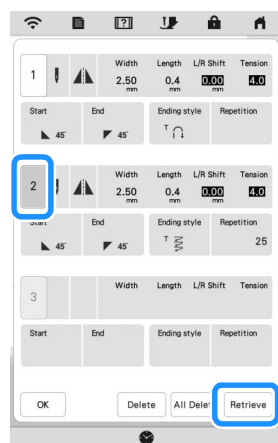 Width Length L/R Shift Tension
1 2.50 mm 0.4 mm 0.00 mm 4.0
Start End Ending style Repetition
45° 45° T
Width Length L/R Shift Tension
2 2.50 mm 0.4 mm 0.00 mm 4.0
Start End Ending style Repetition
45° 45° T 25
Width Length L/R Shift Tension
3
Start End Ending style Repetition
OK Delete All Delet Retrieve